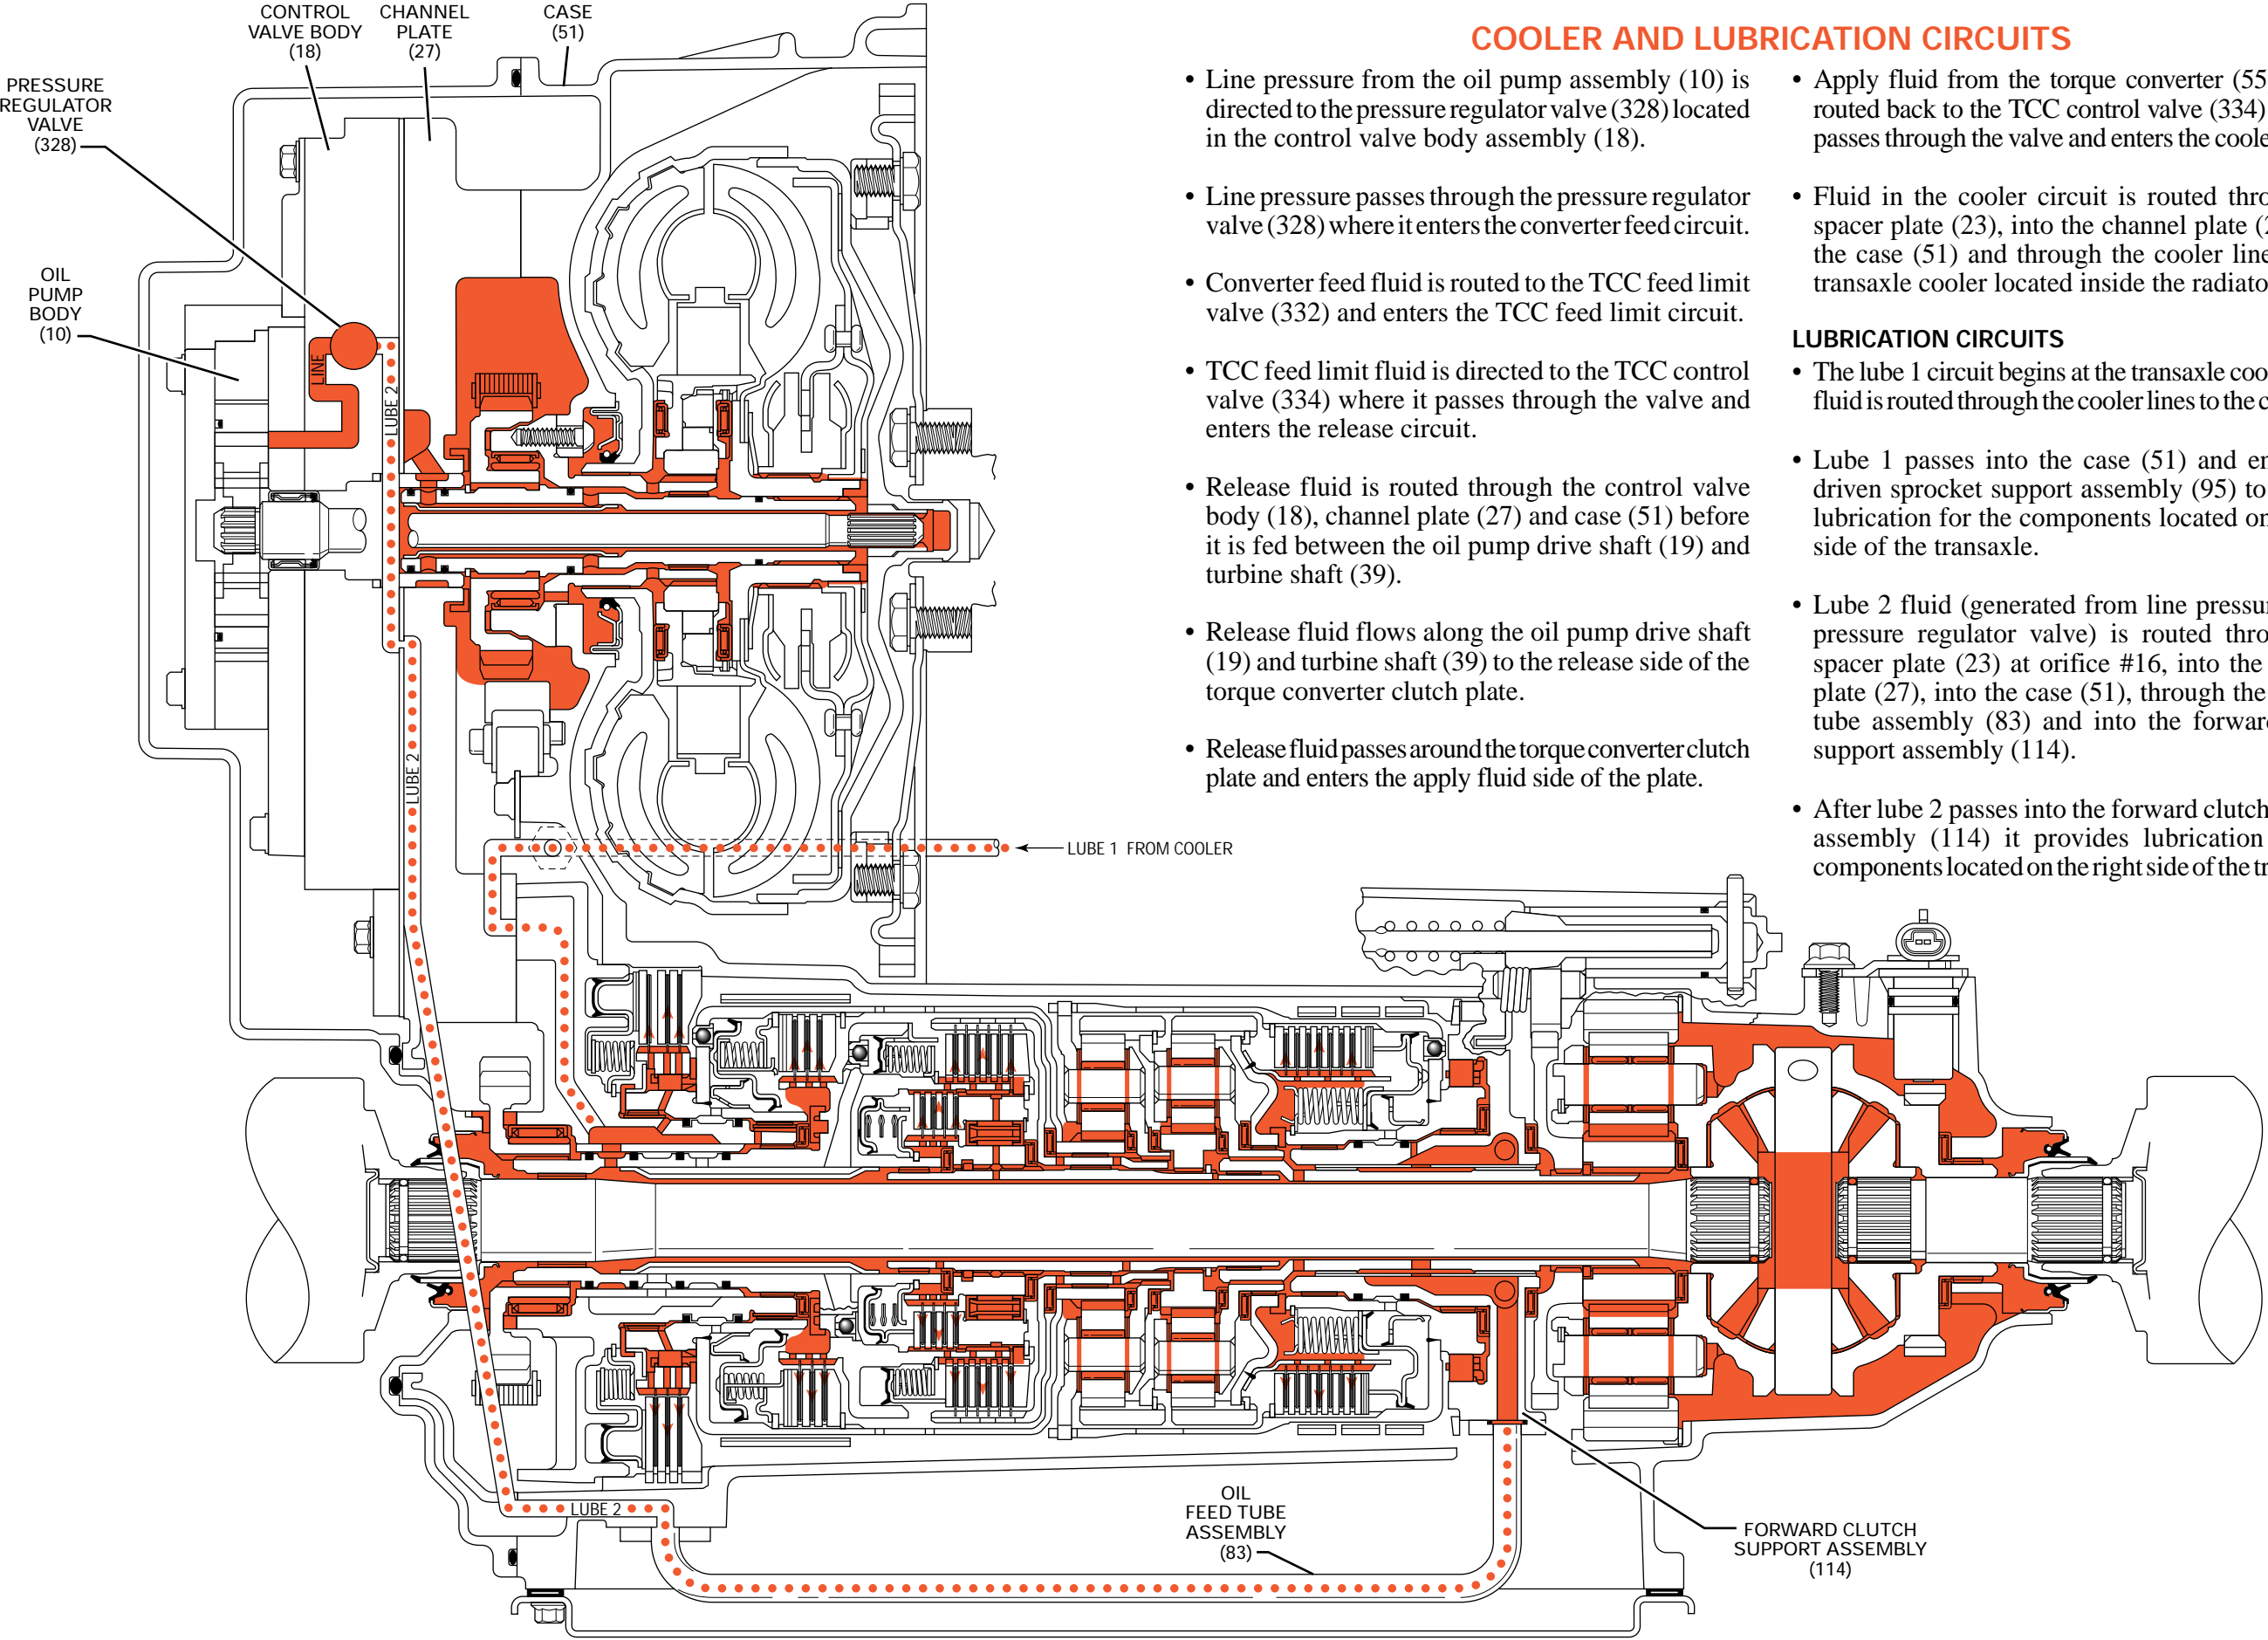 CONTROL
VALVE BODY
(18)
CHANNEL
PLATE
(27)
CASE
(51)
PRESSURE
REGULATOR
VALVE
(328)
OIL
PUMP
BODY
(10)
LINE
LUBE 2
LUBE 2
LUBE 1 FROM COOLER
LUBE 2
OIL
FEED TUBE
ASSEMBLY
(83)
FORWARD CLUTCH
SUPPORT ASSEMBLY
(114)
COOLER AND LUBRICATION CIRCUITS
• Line pressure from the oil pump assembly (10) is
directed to the pressure regulator valve (328) located
in the control valve body assembly (18).
• Line pressure passes through the pressure regulator
valve (328) where it enters the converter feed circuit.
• Converter feed fluid is routed to the TCC feed limit
valve (332) and enters the TCC feed limit circuit.
• TCC feed limit fluid is directed to the TCC control
valve (334) where it passes through the valve and
enters the release circuit.
• Release fluid is routed through the control valve
body (18), channel plate (27) and case (51) before
it is fed between the oil pump drive shaft (19) and
turbine shaft (39).
• Release fluid flows along the oil pump drive shaft
(19) and turbine shaft (39) to the release side of the
torque converter clutch plate.
• Release fluid passes around the torque converter clutch
plate and enters the apply fluid side of the plate.
• Apply fluid from the torque converter (55
routed back to the TCC control valve (334)
passes through the valve and enters the coole
• Fluid in the cooler circuit is routed thro
spacer plate (23), into the channel plate (2
the case (51) and through the cooler line
transaxle cooler located inside the radiato
LUBRICATION CIRCUITS
• The lube 1 circuit begins at the transaxle coo
fluid is routed through the cooler lines to the c
• Lube 1 passes into the case (51) and en
driven sprocket support assembly (95) to
lubrication for the components located on
side of the transaxle.
• Lube 2 fluid (generated from line pressu
pressure regulator valve) is routed thro
spacer plate (23) at orifice #16, into the
plate (27), into the case (51), through the
tube assembly (83) and into the forward
support assembly (114).
• After lube 2 passes into the forward clutch
assembly (114) it provides lubrication
components located on the right side of the tr